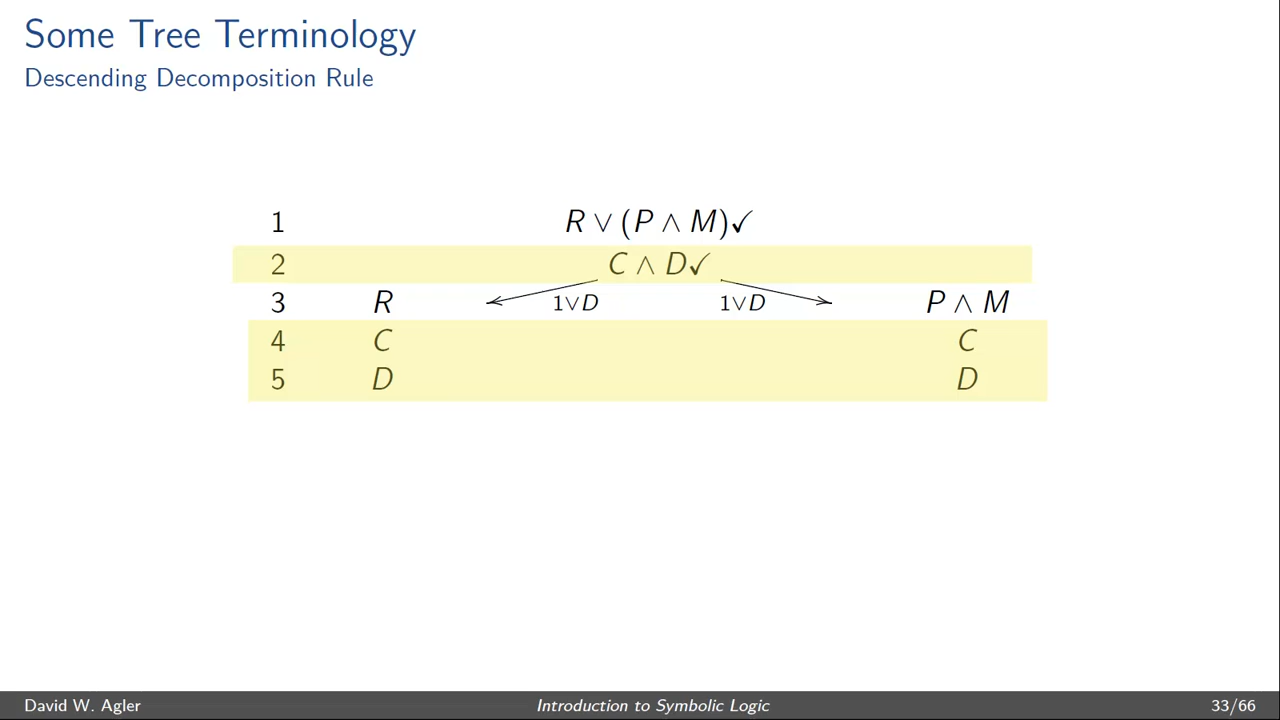 Some Tree Terminology
Descending Decomposition Rule
1 R ∨ (P ∧ M)✓
2 C ∧ D✓
3 R 1∨D 1∨D P ∧ M
4 C C
5 D D
David W. Agler Introduction to Symbolic Logic 33/66